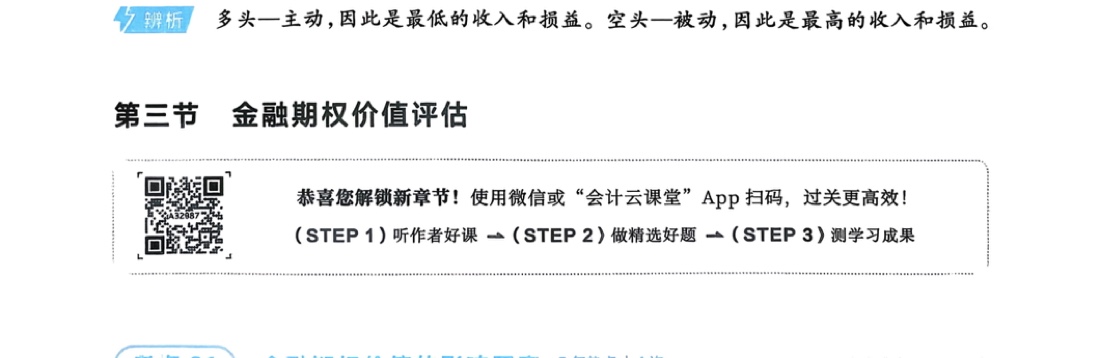 辨析 多头—主动,因此是最低的收入和损益。空头—被动,因此是最高的收入和损益。
第三节 金融期权价值评估
A32987
恭喜您解锁新章节!使用微信或“会计云课堂”App 扫码,过关更高效!
(STEP 1)听作者好课 ⇀ (STEP 2)做精选好题 ⇀ (STEP 3)测学习成果